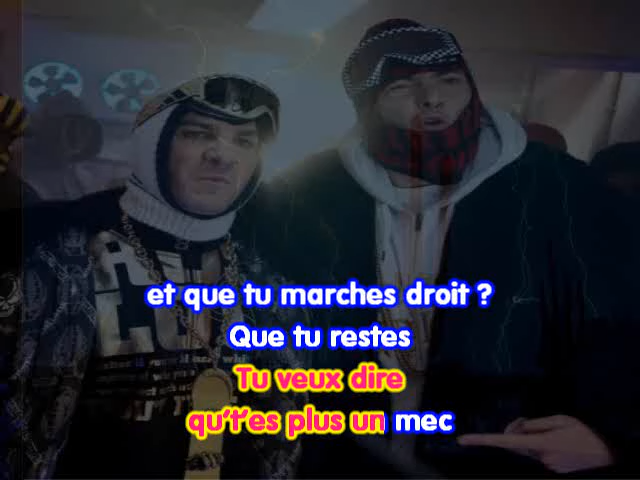 et que tu marches droit ?
Que tu restes
Tu veux dire
qu't'es plus un mec